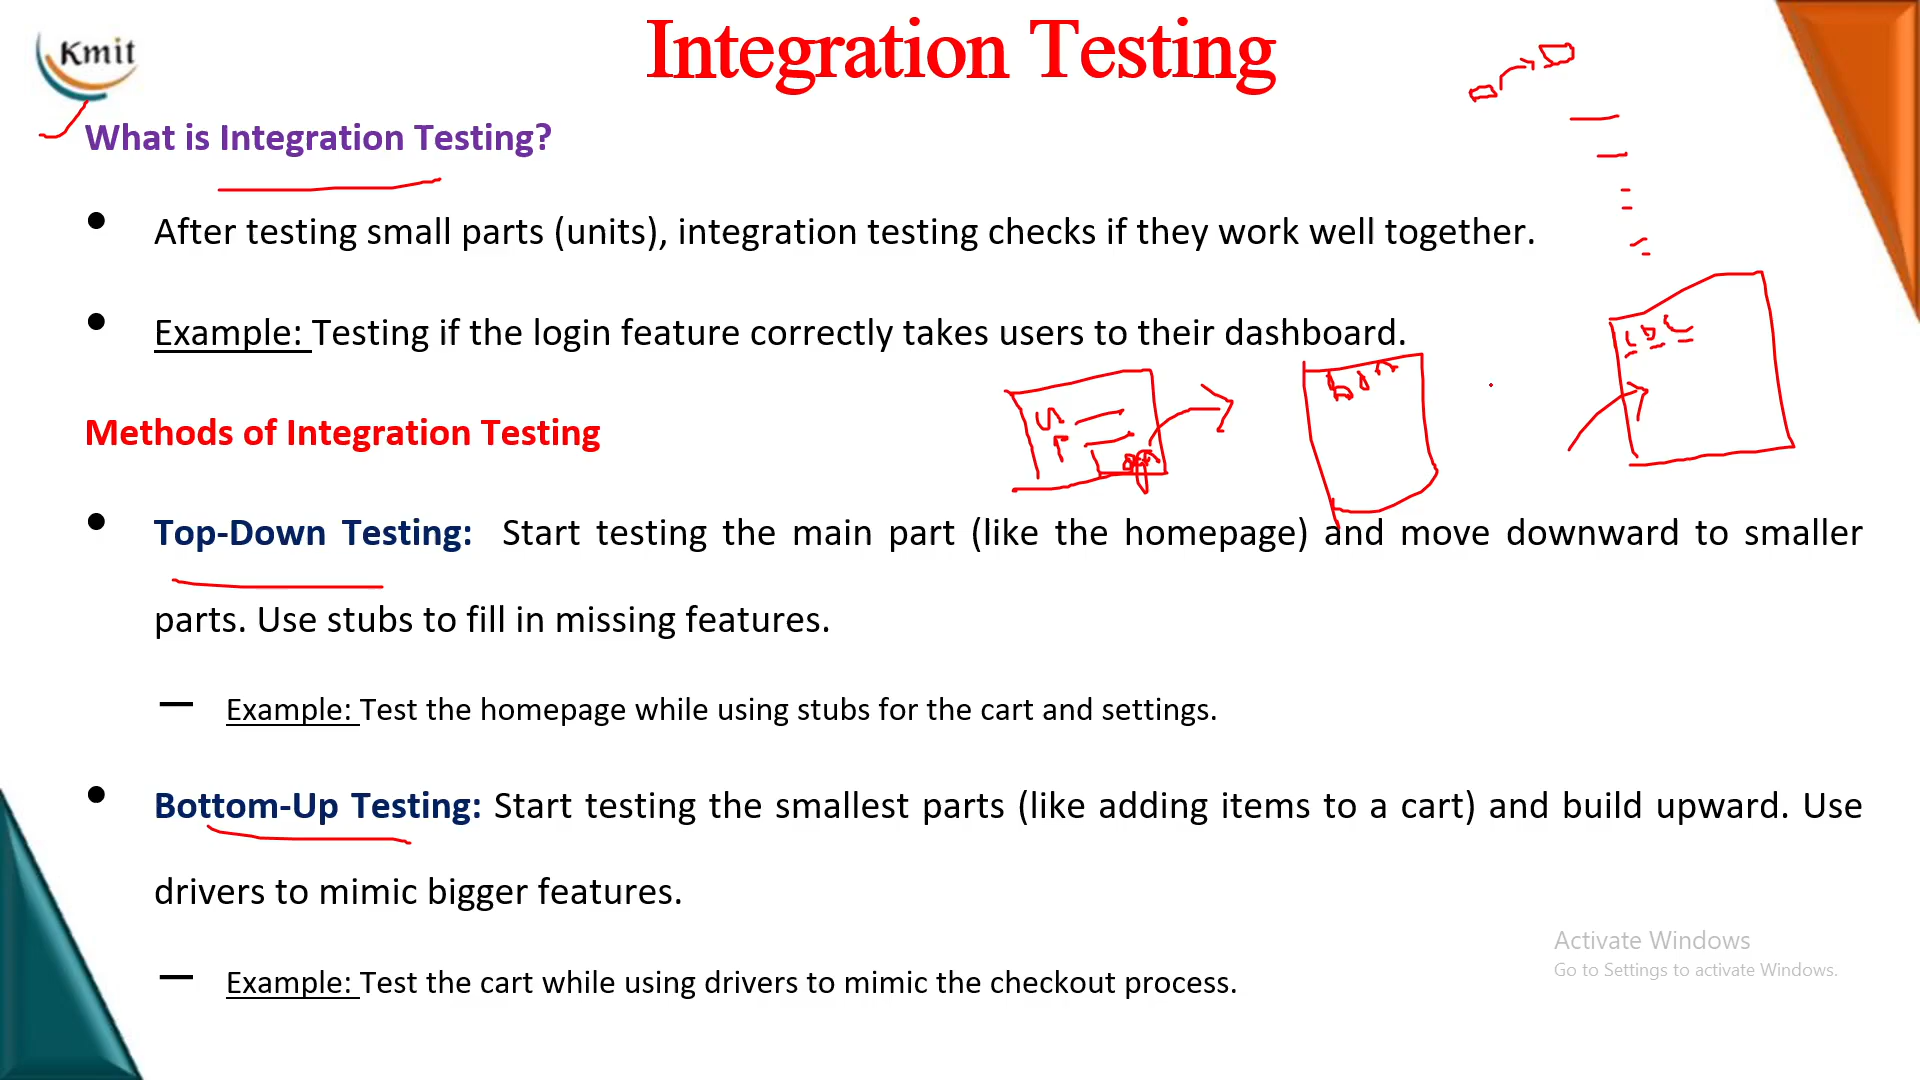 Kmit
Integration Testing
What is Integration Testing?
• After testing small parts (units), integration testing checks if they work well together.
• Example: Testing if the login feature correctly takes users to their dashboard.
Methods of Integration Testing
• Top-Down Testing: Start testing the main part (like the homepage) and move downward to smaller
parts. Use stubs to fill in missing features.
– Example: Test the homepage while using stubs for the cart and settings.
• Bottom-Up Testing: Start testing the smallest parts (like adding items to a cart) and build upward. Use
drivers to mimic bigger features.
– Example: Test the cart while using drivers to mimic the checkout process.
Activate Windows
Go to Settings to activate Windows.